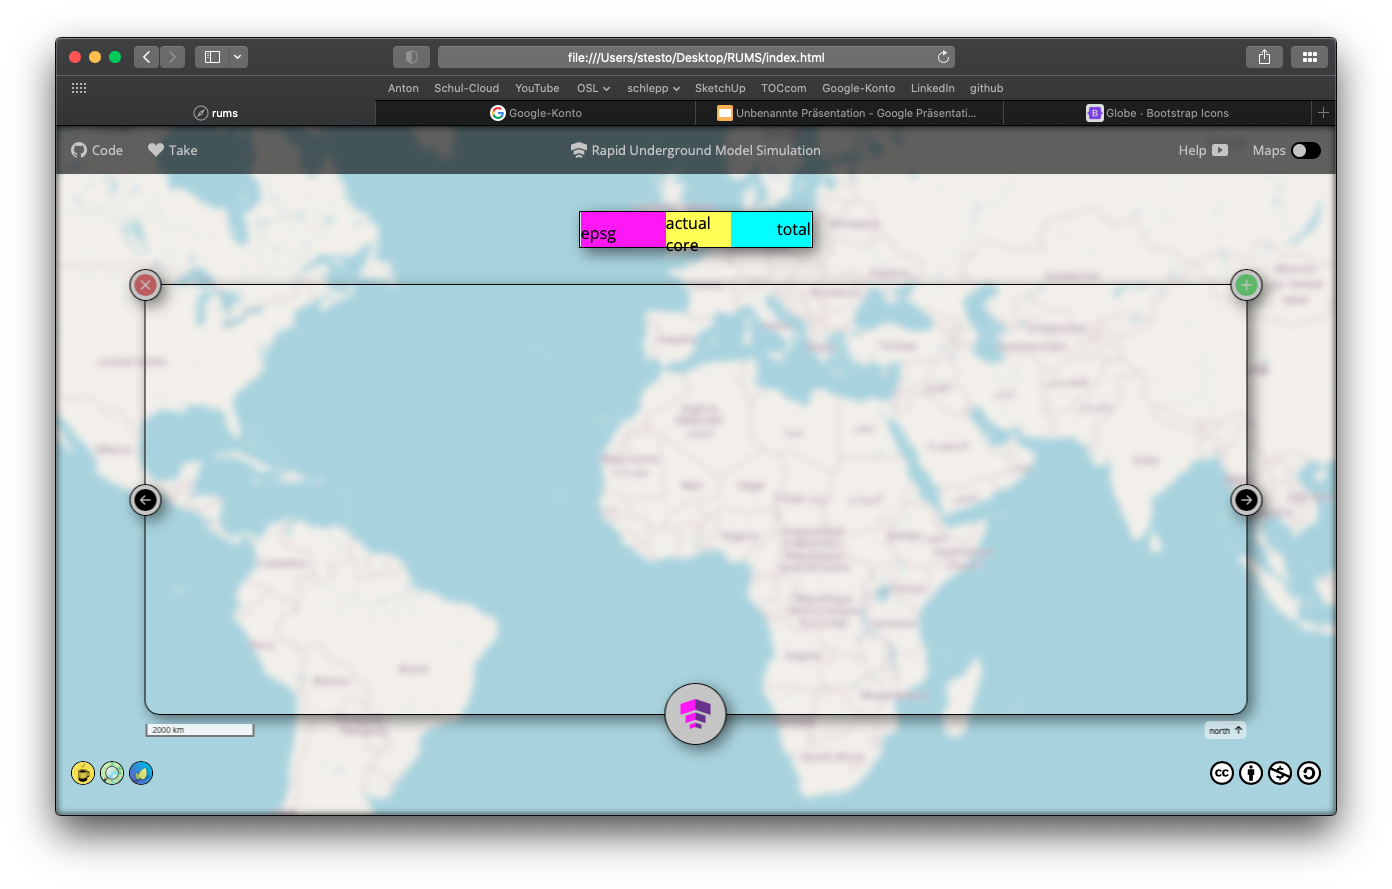 file:///Users/stesto/Desktop/RUMS/index.html
Anton Schul-Cloud YouTube OSL schlepp SketchUp TOCcom Google-Konto LinkedIn github
rums Google-Konto Unbenannte Präsentation - Google Präsentati... Globe · Bootstrap Icons
Code Take Rapid Underground Model Simulation Help Maps
epsg actual total
core
2000 km north
cc